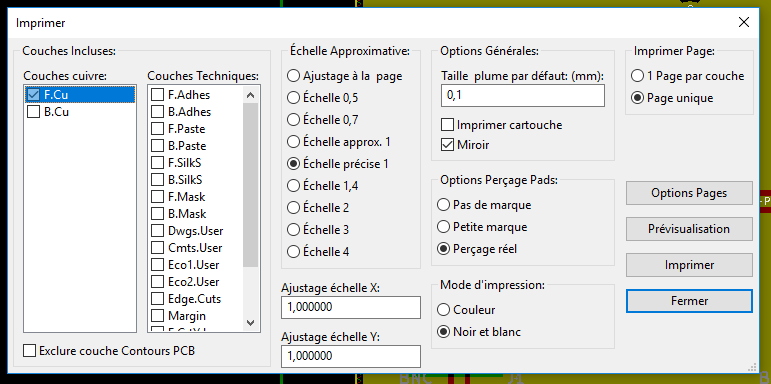 Imprimer
Couches Incluses:
Couches cuivre:
F.Cu
B.Cu
Couches Techniques:
F.Adhes
B.Adhes
F.Paste
B.Paste
F.SilkS
B.SilkS
F.Mask
B.Mask
Dwgs.User
Cmts.User
Eco1.User
Eco2.User
Edge.Cuts
Margin
Exclure couche Contours PCB
Échelle Approximative:
Ajustage à la page
Échelle 0,5
Échelle 0,7
Échelle approx. 1
Échelle précise 1
Échelle 1,4
Échelle 2
Échelle 3
Échelle 4
Ajustage échelle X:
1,000000
Ajustage échelle Y:
1,000000
Options Générales:
Taille plume par défaut: (mm):
0,1
Imprimer cartouche
Miroir
Options Perçage Pads:
Pas de marque
Petite marque
Perçage réel
Mode d'impression:
Couleur
Noir et blanc
Imprimer Page:
1 Page par couche
Page unique
Options Pages
Prévisualisation
Imprimer
Fermer